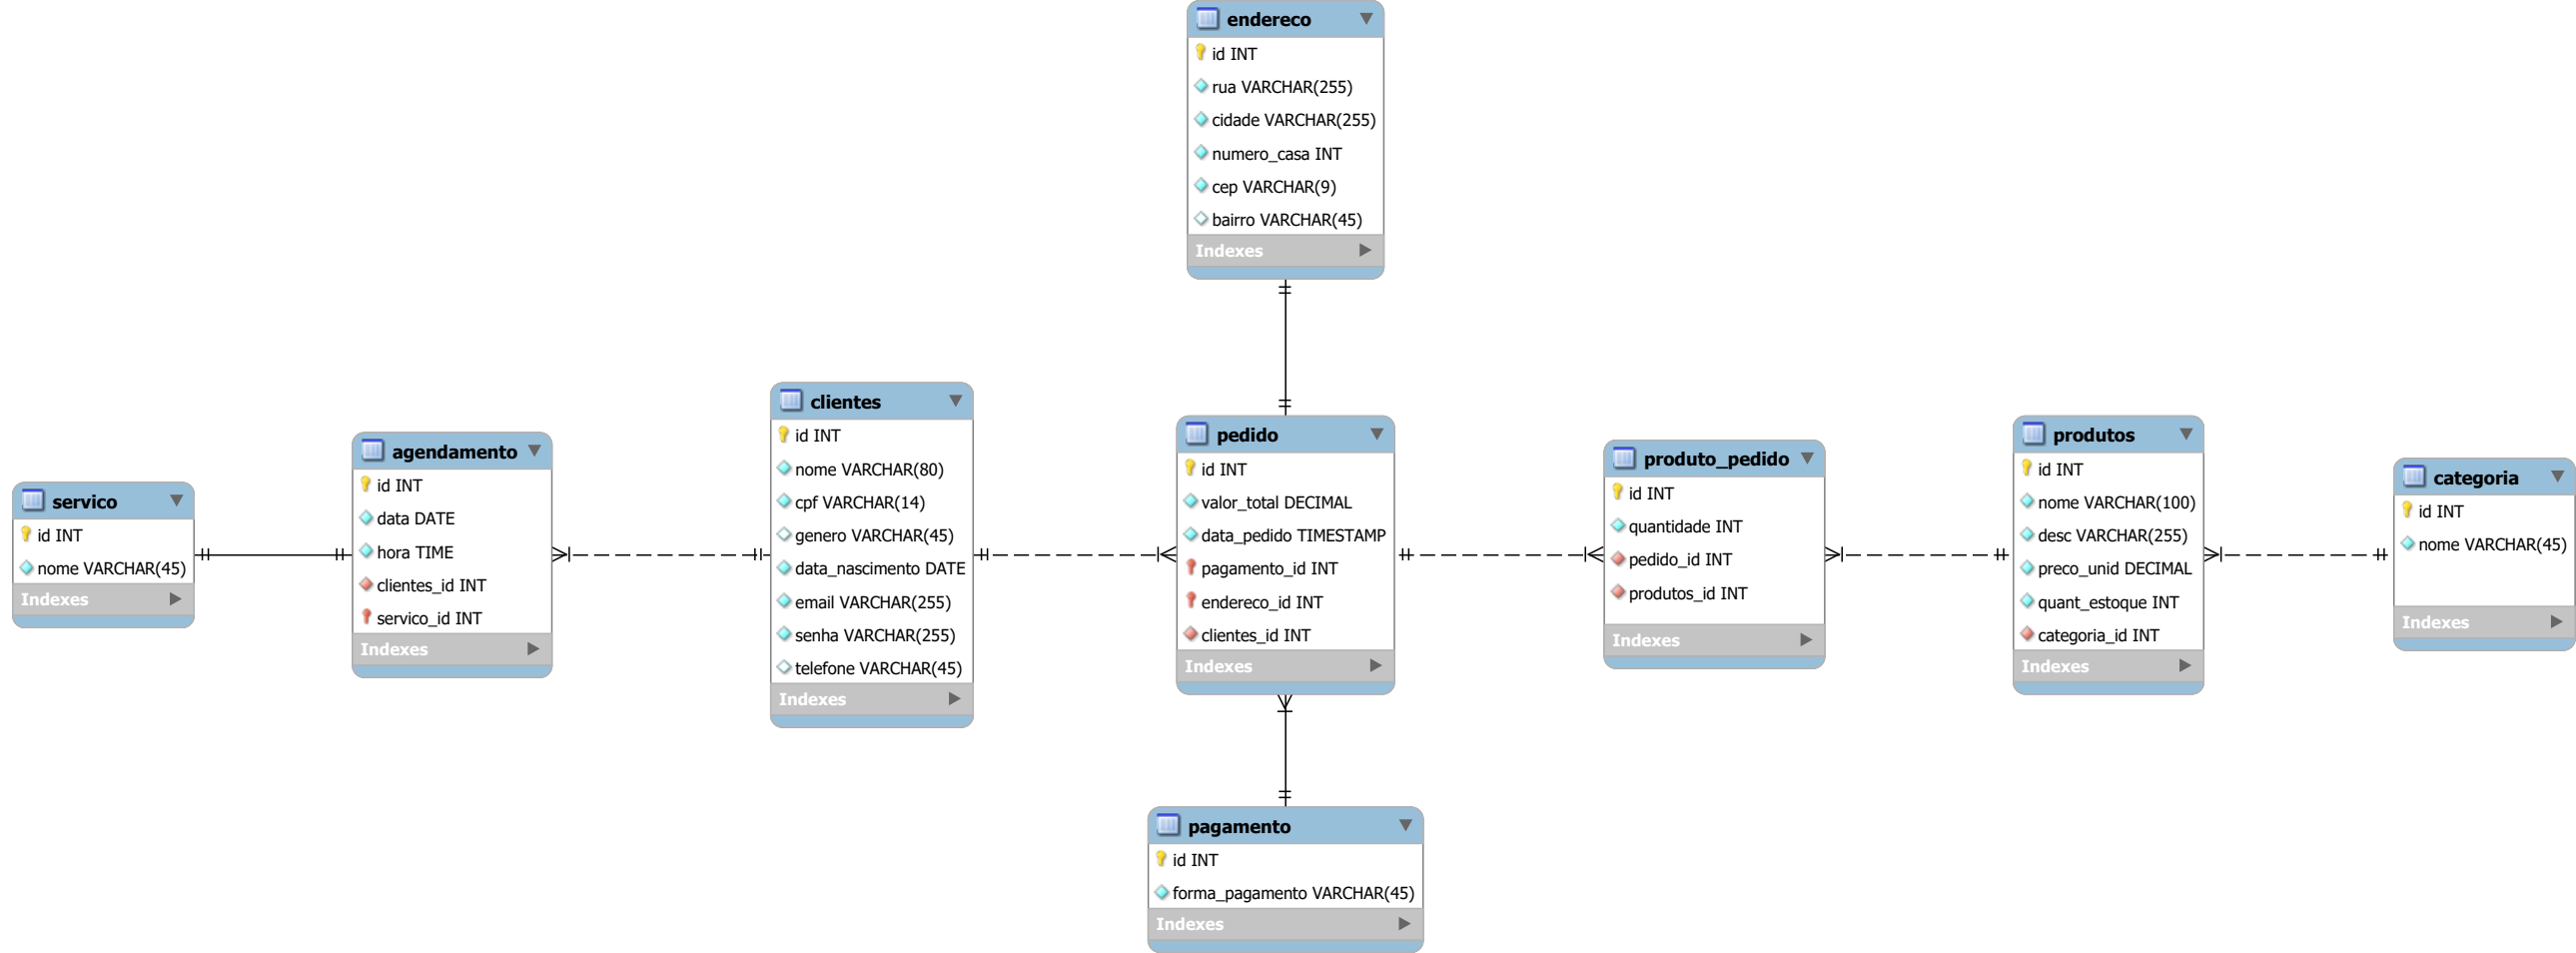 endereco
id INT
rua VARCHAR(255)
cidade VARCHAR(255)
numero_casa INT
cep VARCHAR(9)
bairro VARCHAR(45)
Indexes
servico
id INT
nome VARCHAR(45)
Indexes
agendamento
id INT
data DATE
hora TIME
clientes_id INT
servico_id INT
Indexes
clientes
id INT
nome VARCHAR(80)
cpf VARCHAR(14)
genero VARCHAR(45)
data_nascimento DATE
email VARCHAR(255)
senha VARCHAR(255)
telefone VARCHAR(45)
Indexes
pedido
id INT
valor_total DECIMAL
data_pedido TIMESTAMP
pagamento_id INT
endereco_id INT
clientes_id INT
Indexes
produto_pedido
id INT
quantidade INT
pedido_id INT
produtos_id INT
Indexes
produtos
id INT
nome VARCHAR(100)
desc VARCHAR(255)
preco_unid DECIMAL
quant_estoque INT
categoria_id INT
Indexes
categoria
id INT
nome VARCHAR(45)
Indexes
pagamento
id INT
forma_pagamento VARCHAR(45)
Indexes